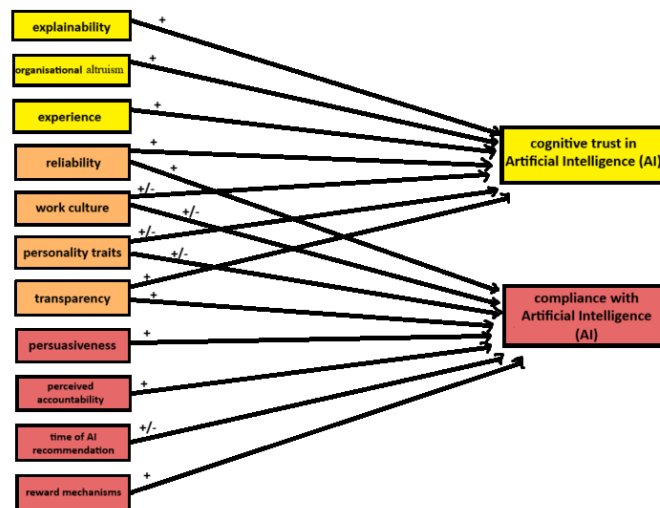 explainability
+
organisational altruism
+
experience
+
reliability
+
+
work culture
+/-
+/-
personality traits
+/-
+/-
transparency
+
+
persuasiveness
+
perceived
accountability
+
time of AI
recommendation
+/-
reward mechanisms
+
cognitive trust in
Artificial Intelligence (AI)
compliance with
Artificial Intelligence
(AI)